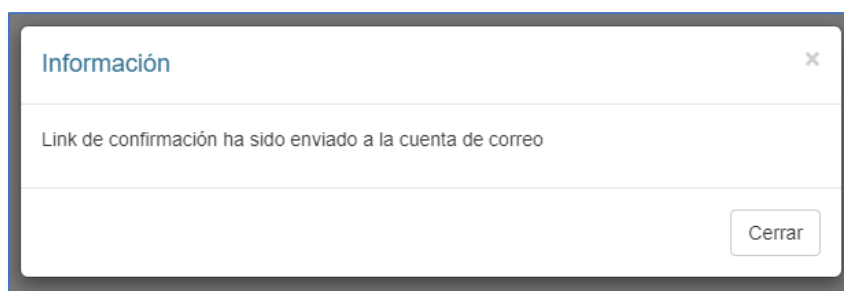 Información
×
Link de confirmación ha sido enviado a la cuenta de correo
Cerrar